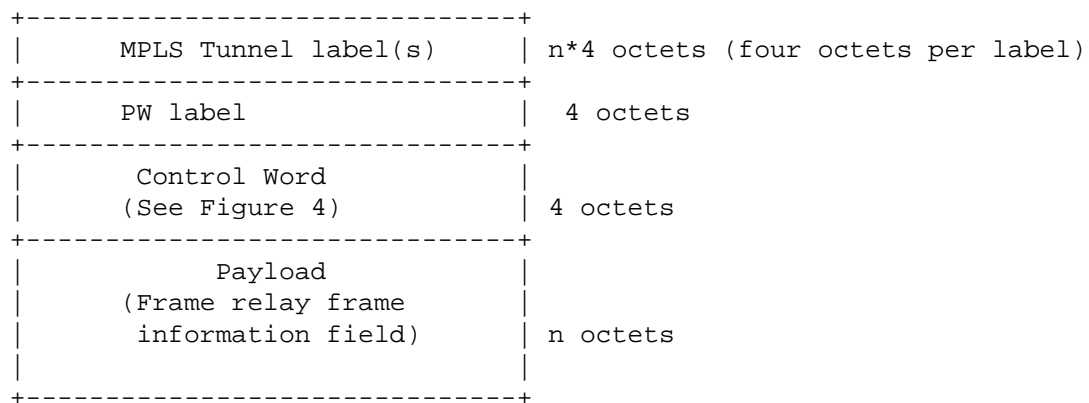 +-------------------------------+
|      MPLS Tunnel label(s)     | n*4 octets (four octets per label)
+-------------------------------+
|      PW label                 |  4 octets
+-------------------------------+
|       Control Word            |
|      (See Figure 4)           | 4 octets
+-------------------------------+
|            Payload            |
|      (Frame relay frame       |
|       information field)      | n octets
|                               |
+-------------------------------+